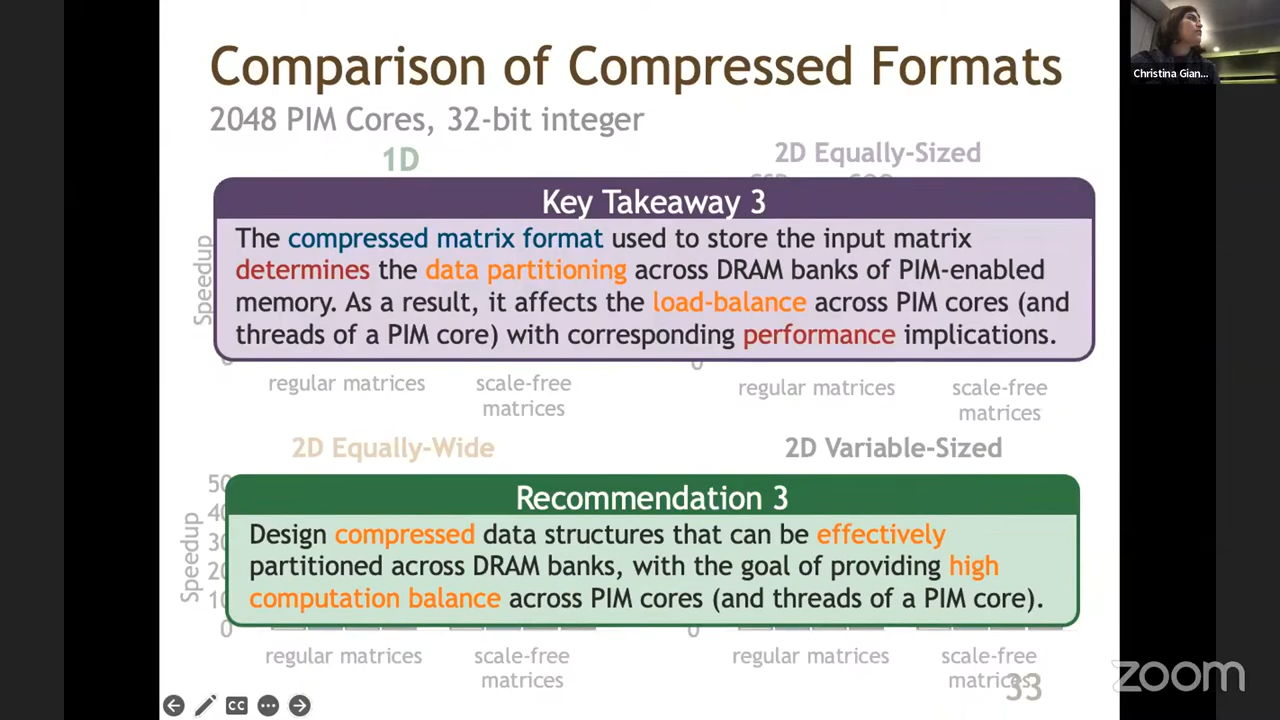 Comparison of Compressed Formats
Christina Gian...
2048 PIM Cores, 32-bit integer
1D
2D Equally-Sized
Key Takeaway 3
The compressed matrix format used to store the input matrix
determines the data partitioning across DRAM banks of PIM-enabled
memory. As a result, it affects the load-balance across PIM cores (and
threads of a PIM core) with corresponding performance implications.
Speedup
0
regular matrices
scale-free
matrices
regular matrices
scale-free
matrices
2D Equally-Wide
2D Variable-Sized
50
40
30
20
10
0
Speedup
Recommendation 3
Design compressed data structures that can be effectively
partitioned across DRAM banks, with the goal of providing high
computation balance across PIM cores (and threads of a PIM core).
0
regular matrices
scale-free
matrices
regular matrices
scale-free
matrices
33
CC
zoom